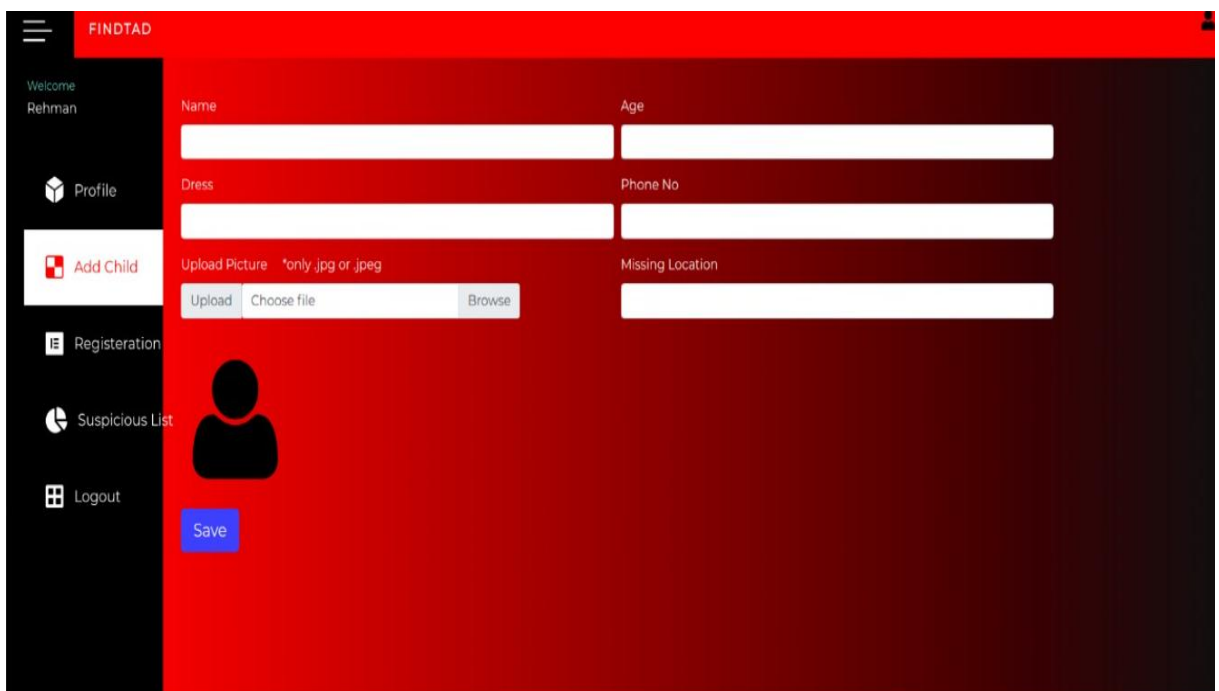 FINDTAD
Welcome
Rehman
Profile
Add Child
Registeration
Suspicious List
Logout
Name
Age
Dress
Phone No
Upload Picture *only .jpg or .jpeg
Missing Location
Upload Choose file Browse
Save